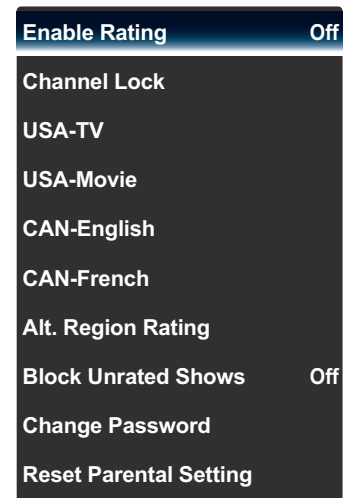 Enable Rating Off
Channel Lock
USA-TV
USA-Movie
CAN-English
CAN-French
Alt. Region Rating
Block Unrated Shows Off
Change Password
Reset Parental Setting